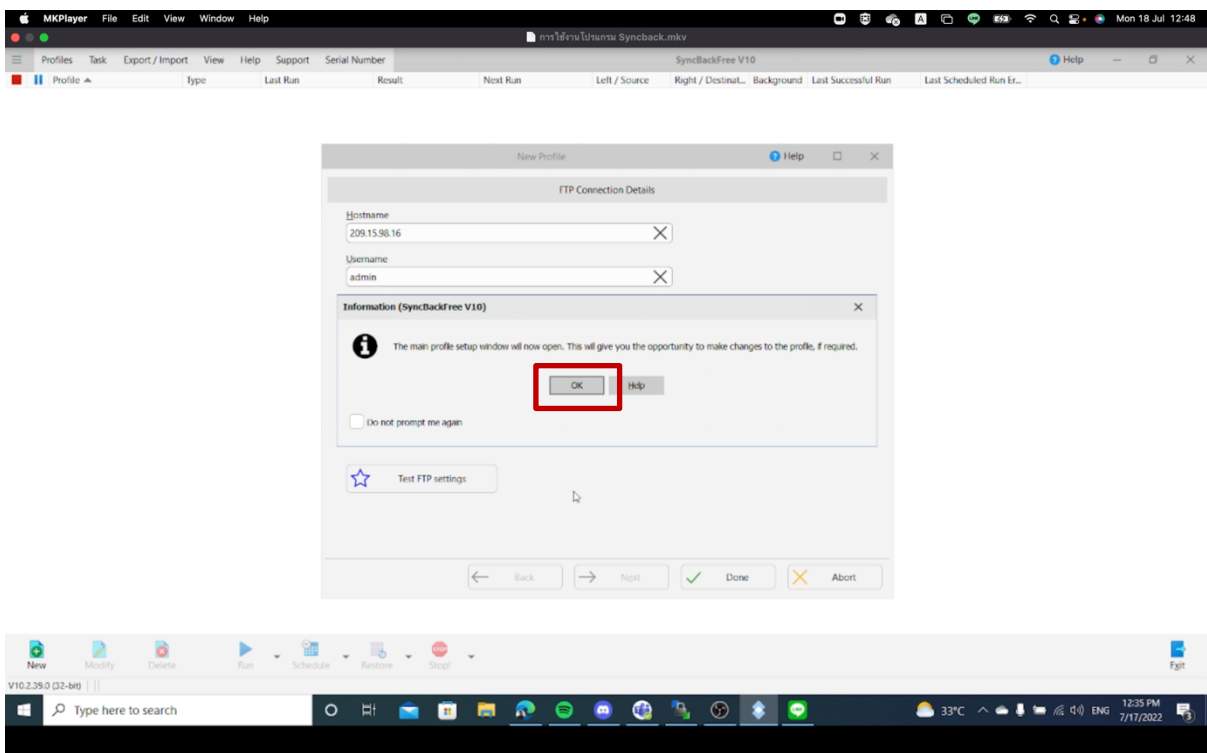 MKPlayer File Edit View Window Help Mon 18 Jul 12:48
การใช้งานโปรแกรม Syncback.mkv
Profiles Task Export / Import View Help Support Serial Number SyncBackFree V10 Help
Profile Type Last Run Result Next Run Left / Source Right / Destinat... Background Last Successful Run Last Scheduled Run Er...
New Profile Help
FTP Connection Details
Hostname
209.15.98.16
Username
admin
Information (SyncBackFree V10)
The main profile setup window will now open. This will give you the opportunity to make changes to the profile, if required.
OK Help
Do not prompt me again
Test FTP settings
Back Next Done Abort
New Modify Delete Run Schedule Restore Stop! Exit
V10.2.39.0 (32-bit)
Type here to search 33°C ENG 12:35 PM
7/17/2022